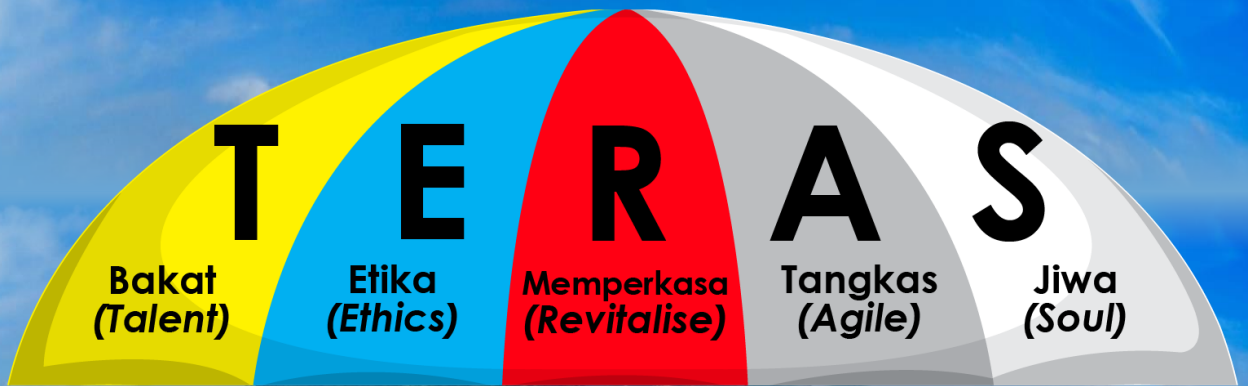 T E R A S
Bakat
(Talent)
Etika
(Ethics)
Memperkasa
(Revitalise)
Tangkas
(Agile)
Jiwa
(Soul)